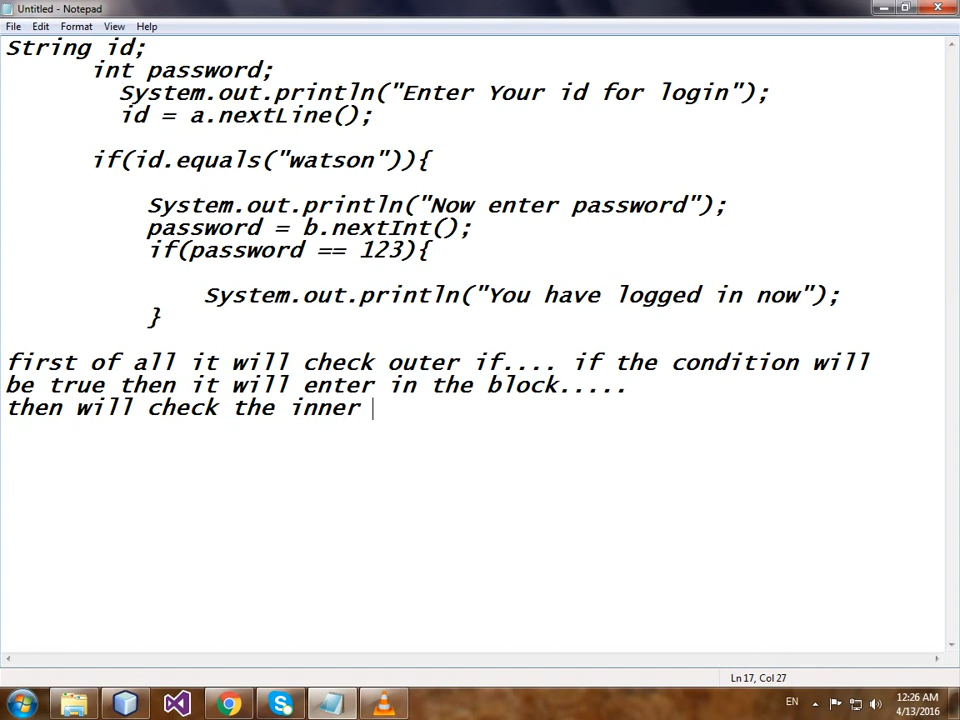 Untitled - Notepad
File Edit Format View Help
String id;
int password;
System.out.println("Enter Your id for login");
id = a.nextLine();
if(id.equals("watson")){
System.out.println("Now enter password");
password = b.nextInt();
if(password == 123){
System.out.println("You have logged in now");
}
first of all it will check outer if.... if the condition will
be true then it will enter in the block.....
then will check the inner
Ln 17, Col 27
EN
12:26 AM
4/13/2016